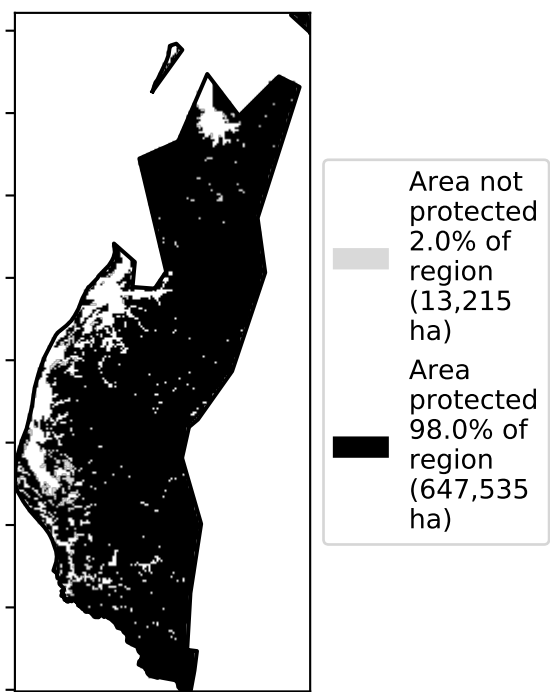 Area not
protected
2.0% of
region
(13,215
ha)
Area
protected
98.0% of
region
(647,535
ha)